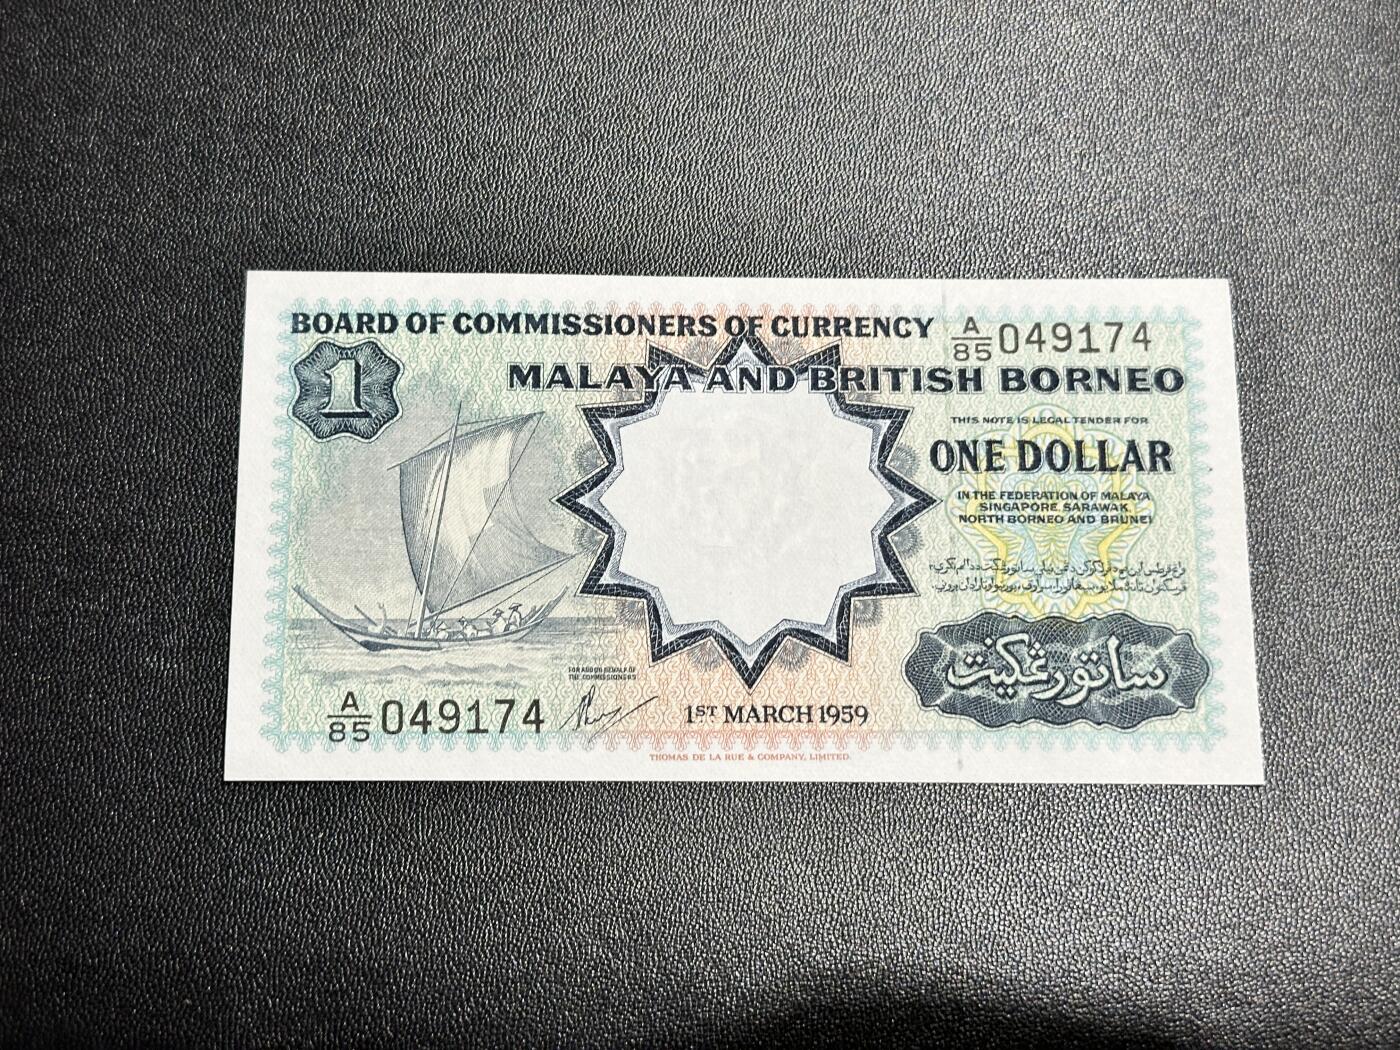 BOARD OF COMMISSIONERS OF CURRENCY
A/85 049174
1
MALAYA AND BRITISH BORNEO
THIS NOTE IS LEGAL TENDER FOR
ONE DOLLAR
IN THE FEDERATION OF MALAYA
SINGAPORE, SARAWAK,
NORTH BORNEO AND BRUNEI
ساتو رڠݢيت
FOR AND ON BEHALF OF
THE COMMISSIONERS
A/85 049174
1ST MARCH 1959
THOMAS DE LA RUE & COMPANY, LIMITED.